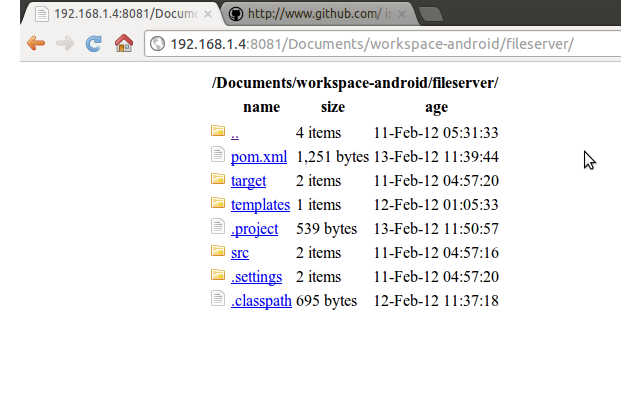 192.168.1.4:8081/Docume
http://www.github.com/ is
192.168.1.4:8081/Documents/workspace-android/fileserver/
/Documents/workspace-android/fileserver/
name size age
.. 4 items 11-Feb-12 05:31:33
pom.xml 1,251 bytes 13-Feb-12 11:39:44
target 2 items 11-Feb-12 04:57:20
templates 1 items 12-Feb-12 01:05:33
.project 539 bytes 13-Feb-12 11:50:57
src 2 items 11-Feb-12 04:57:16
.settings 2 items 11-Feb-12 04:57:20
.classpath 695 bytes 12-Feb-12 11:37:18